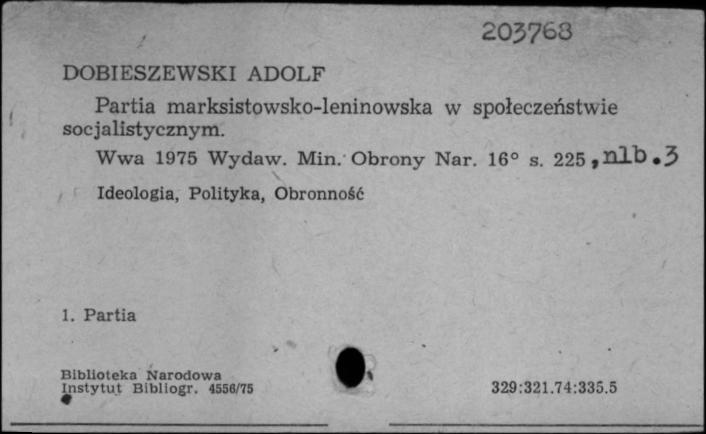 203768
DOBIESZEWSKI ADOLF
Partia marksistowsko-leninowska w społeczeństwie
socjalistycznym.
Wwa 1975 Wydaw. Min. Obrony Nar. 16° s. 225, nlb.3
Ideologia, Polityka, Obronność
1. Partia
Biblioteka Narodowa
Instytut Bibliogr. 4556/75
329:321.74:335.5